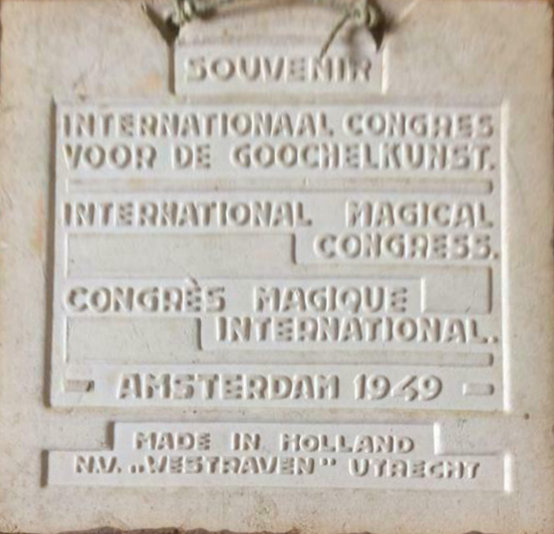 SOUVENIR
INTERNATIONAAL CONGRES
VOOR DE GOOCHELKUNST.
INTERNATIONAL MAGICAL
CONGRESS.
CONGRÈS MAGIQUE
INTERNATIONAL.
AMSTERDAM 1949
MADE IN HOLLAND
N.V. „WESTRAVEN” UTRECHT